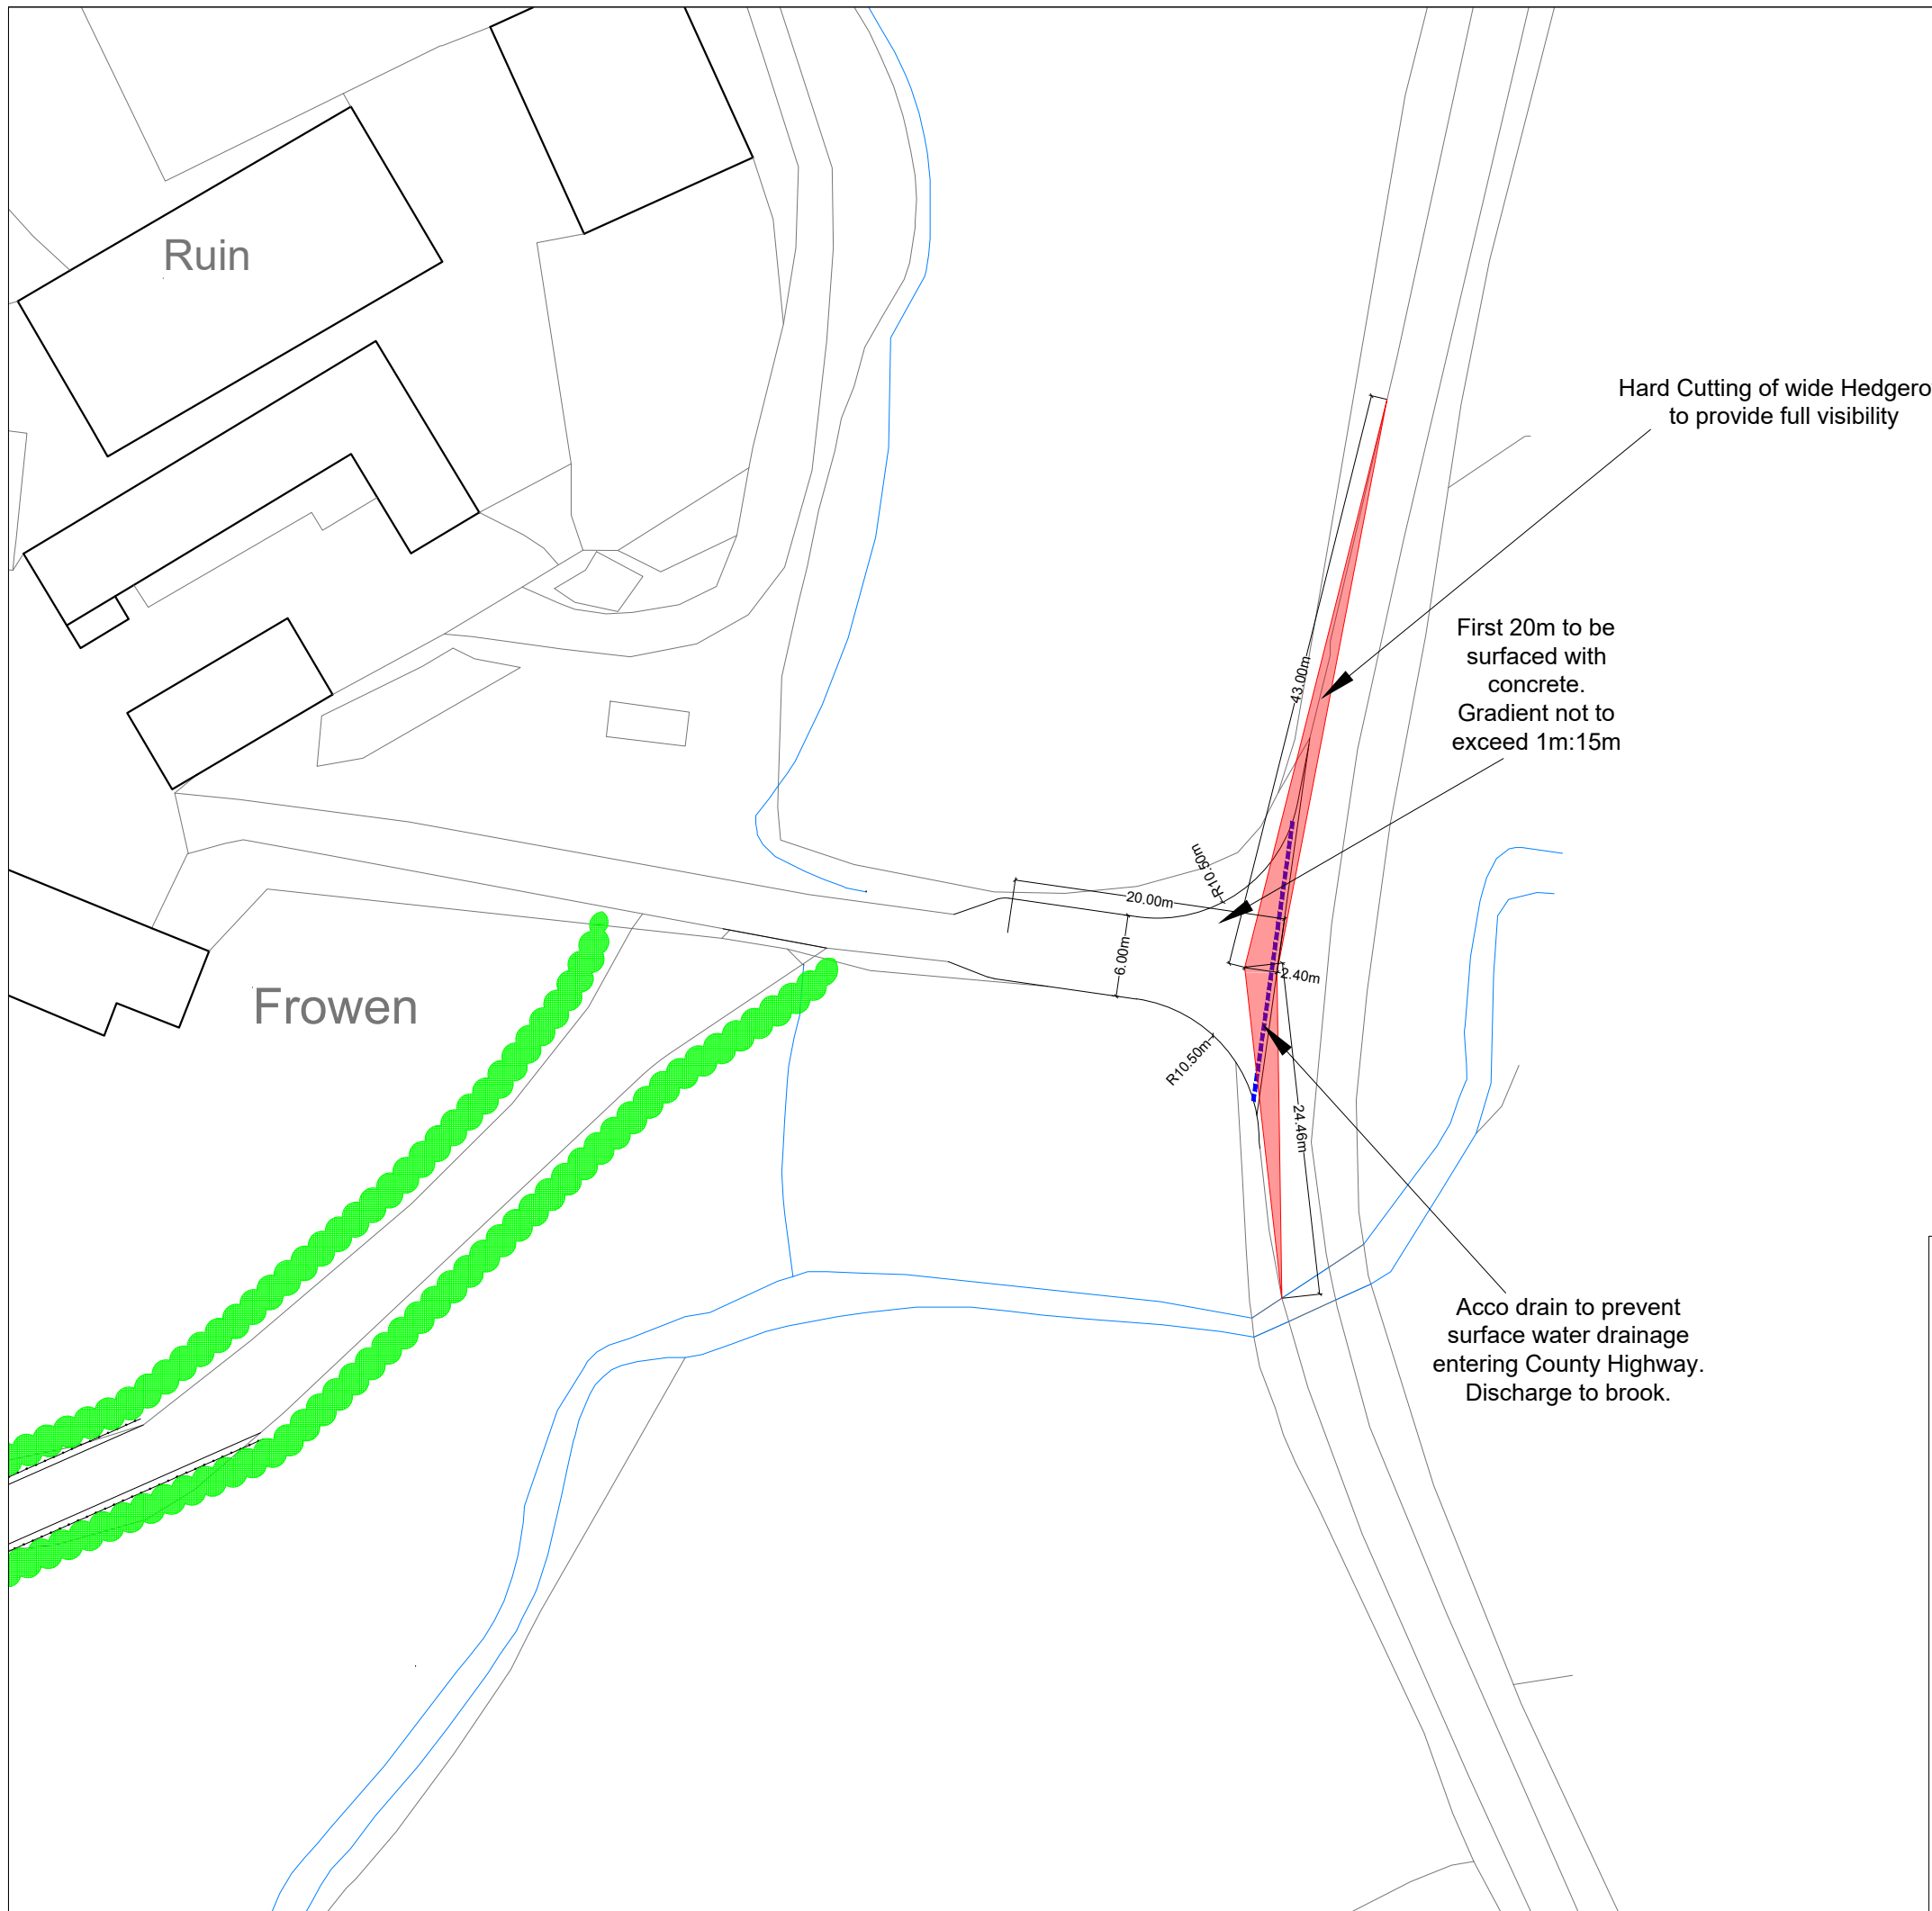 Ruin
Hard Cutting of wide Hedgero
to provide full visibility
First 20m to be
surfaced with
concrete.
Gradient not to
exceed 1m:15m
43.00m
R10.50m
20.00m
6.00m
2.40m
Frowen
R10.50m
24.46m
Acco drain to prevent
surface water drainage
entering County Highway.
Discharge to brook.